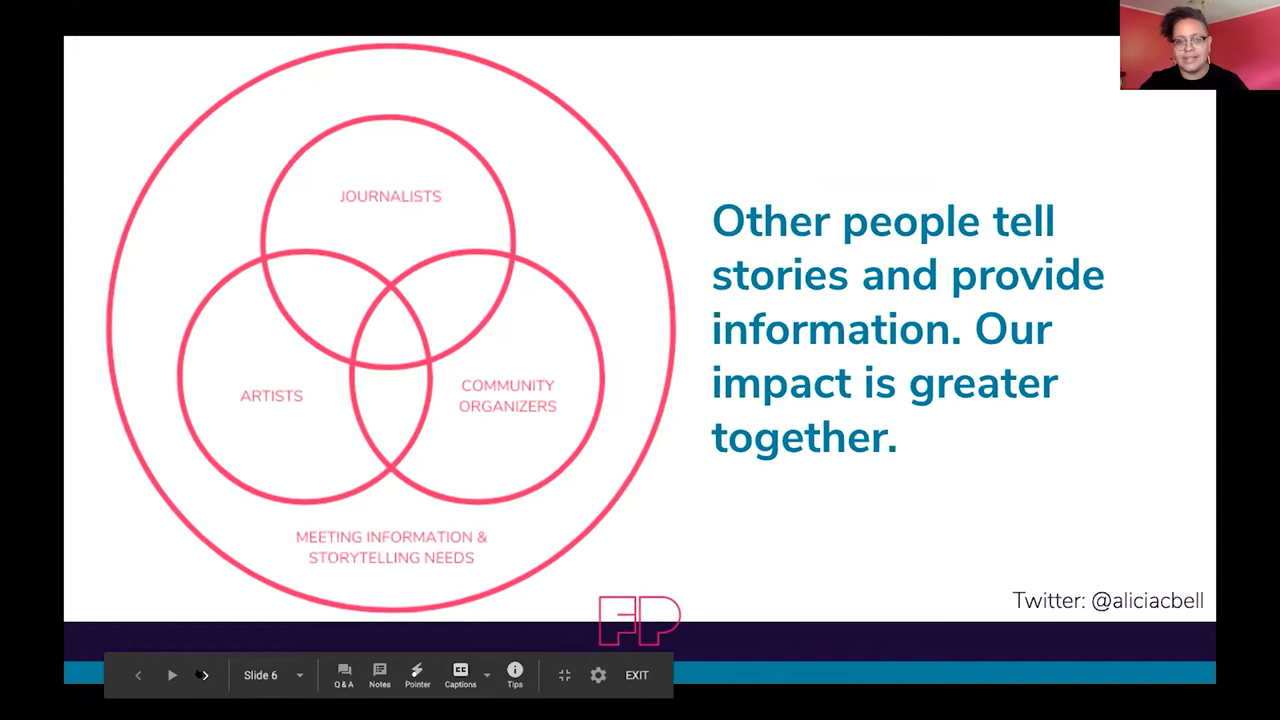 JOURNALISTS
ARTISTS
COMMUNITY
ORGANIZERS
MEETING INFORMATION &
STORYTELLING NEEDS
Other people tell
stories and provide
information. Our
impact is greater
together.
Twitter: @aliciacbell
FP
Slide 6
Q & A
Notes
Pointer
CC
Captions
Tips
EXIT